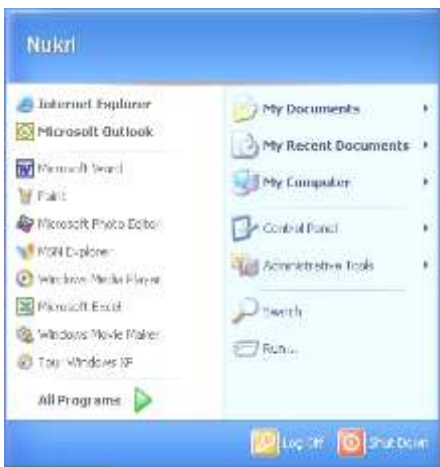 Nukri
Internet Explorer
Microsoft Outlook
Microsoft Word
Paint
Microsoft Photo Editor
MSN Explorer
Windows Media Player
Microsoft Excel
Windows Movie Maker
Tour Windows XP
All Programs
My Documents
My Recent Documents
My Computer
Control Panel
Administrative Tools
Search
Run...
Log Off
Shut Down